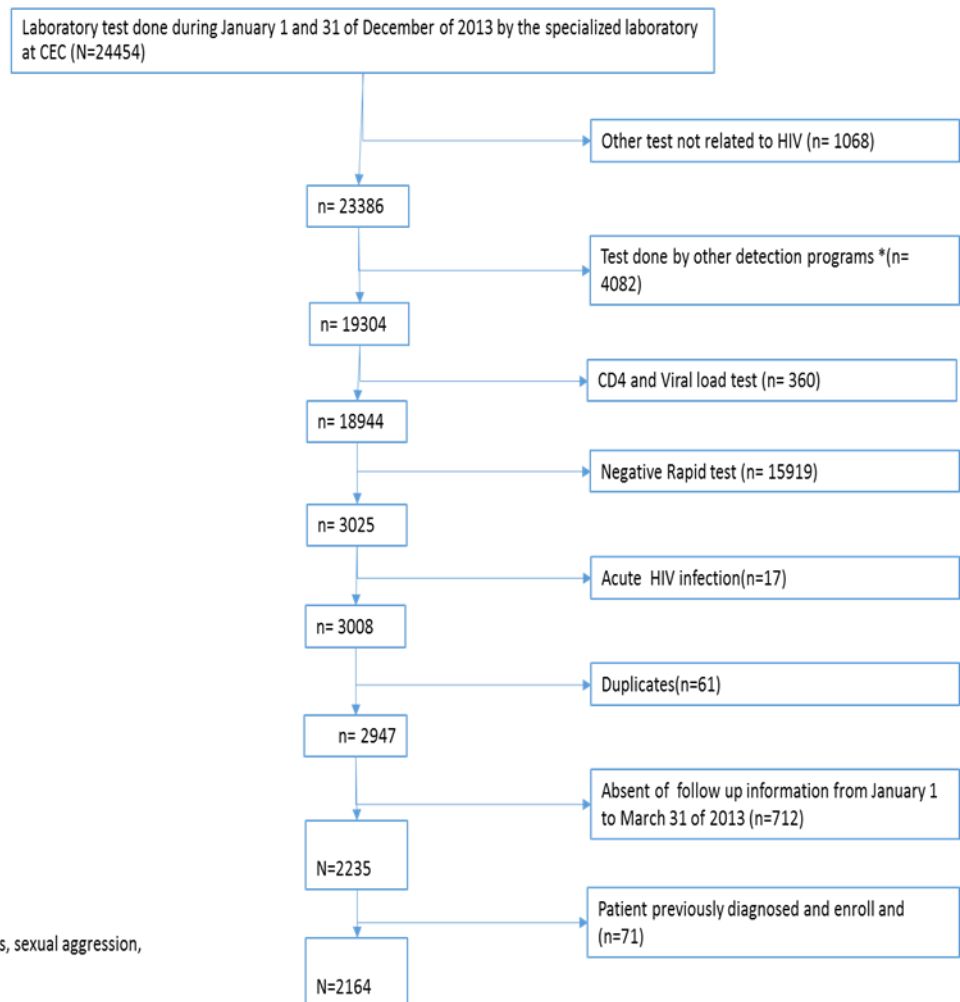 Laboratory test done during January 1 and 31 of December of 2013 by the specialized laboratory
at CEC (N=24454)
Other test not related to HIV (n= 1068)
n= 23386
Test done by other detection programs *(n=
4082)
n= 19304
CD4 and Viral load test (n= 360)
n= 18944
Negative Rapid test (n= 15919)
n= 3025
Acute HIV infection(n=17)
n= 3008
Duplicates(n=61)
n= 2947
Absent of follow up information from January 1
to March 31 of 2013 (n=712)
N=2235
Patient previously diagnosed and enroll and
(n=71)
s, sexual aggression,
N=2164